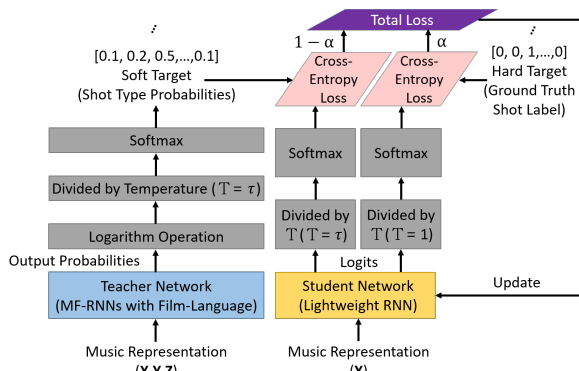 Total Loss
1 − α
α
[0.1, 0.2, 0.5,...,0.1]
Soft Target
(Shot Type Probabilities)
Cross-
Entropy
Loss
Cross-
Entropy
Loss
[0, 0, 1,...,0]
Hard Target
(Ground Truth
Shot Label)
Softmax
Softmax
Softmax
Divided by Temperature (T = τ)
Divided by
T (T = τ)
Divided by
T (T = 1)
Logarithm Operation
Output Probabilities
Logits
Teacher Network
(MF-RNNs with Film-Language)
Student Network
(Lightweight RNN)
Update
Music Representation
(X,Y,Z)
Music Representation
(X)